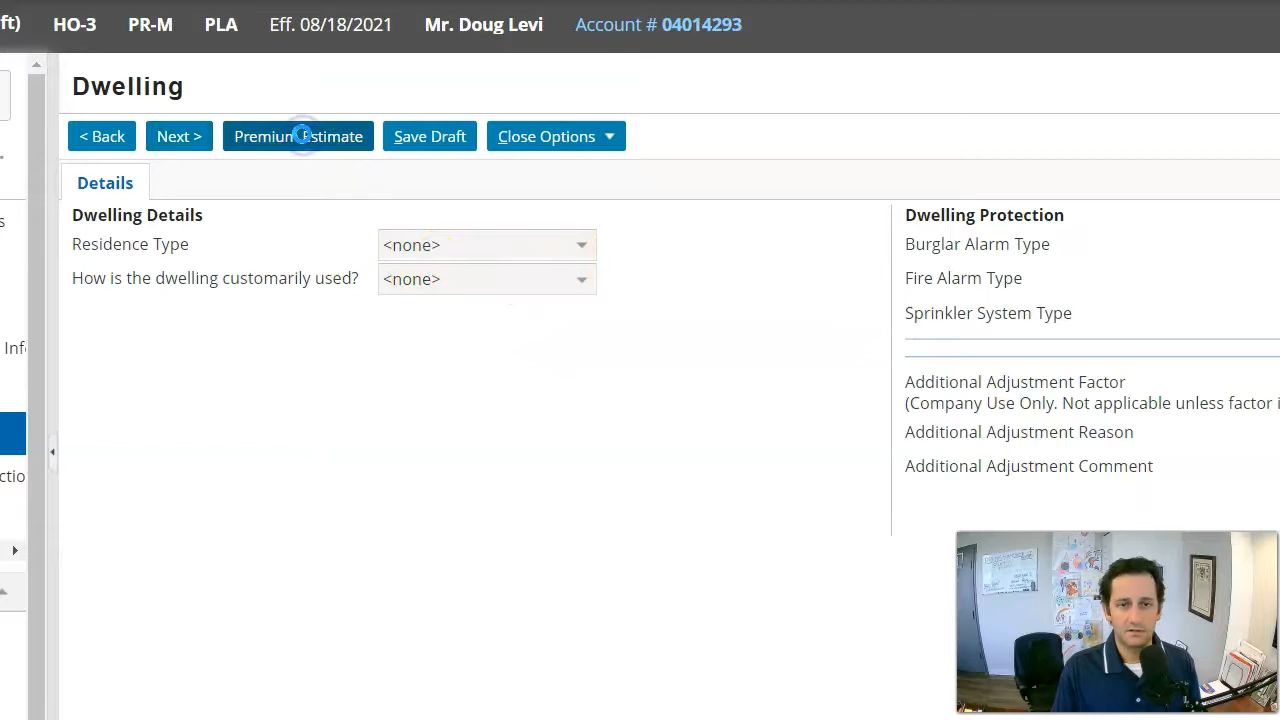 ft) HO-3 PR-M PLA Eff. 08/18/2021 Mr. Doug Levi Account # 04014293
Dwelling
< Back Next > Premium Estimate Save Draft Close Options
Details
Dwelling Details
Residence Type <none>
How is the dwelling customarily used? <none>
Dwelling Protection
Burglar Alarm Type
Fire Alarm Type
Sprinkler System Type
Additional Adjustment Factor
(Company Use Only. Not applicable unless factor i
Additional Adjustment Reason
Additional Adjustment Comment
s
Inf
ctio